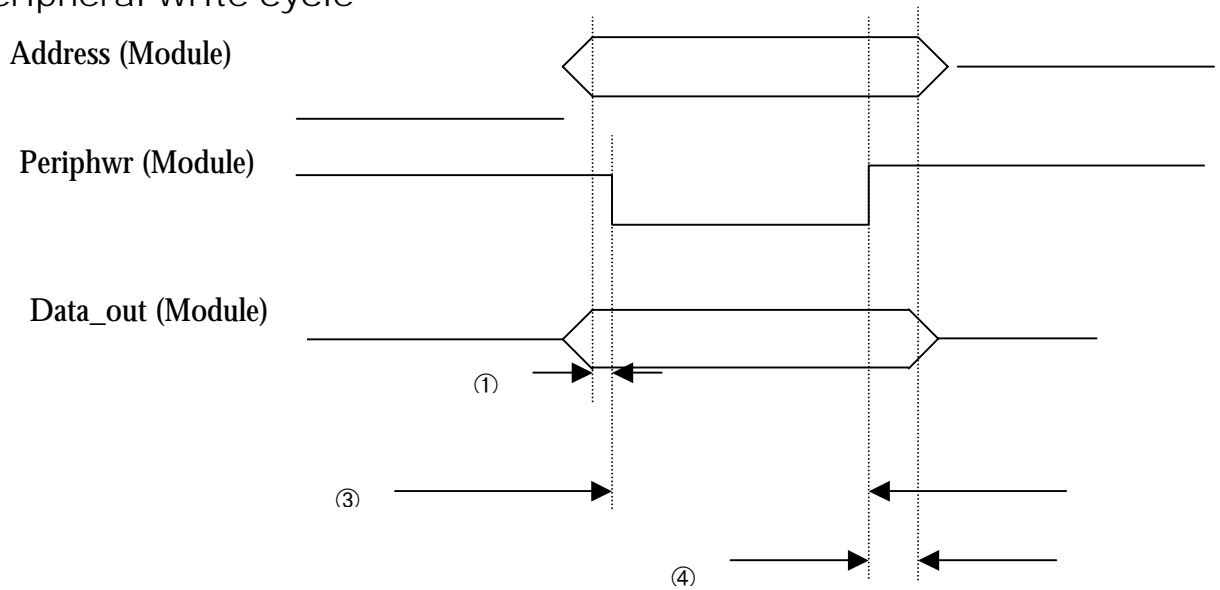 eripheral write cycle
Address (Module)
Periphwr (Module)
Data_out (Module)
①
③
④